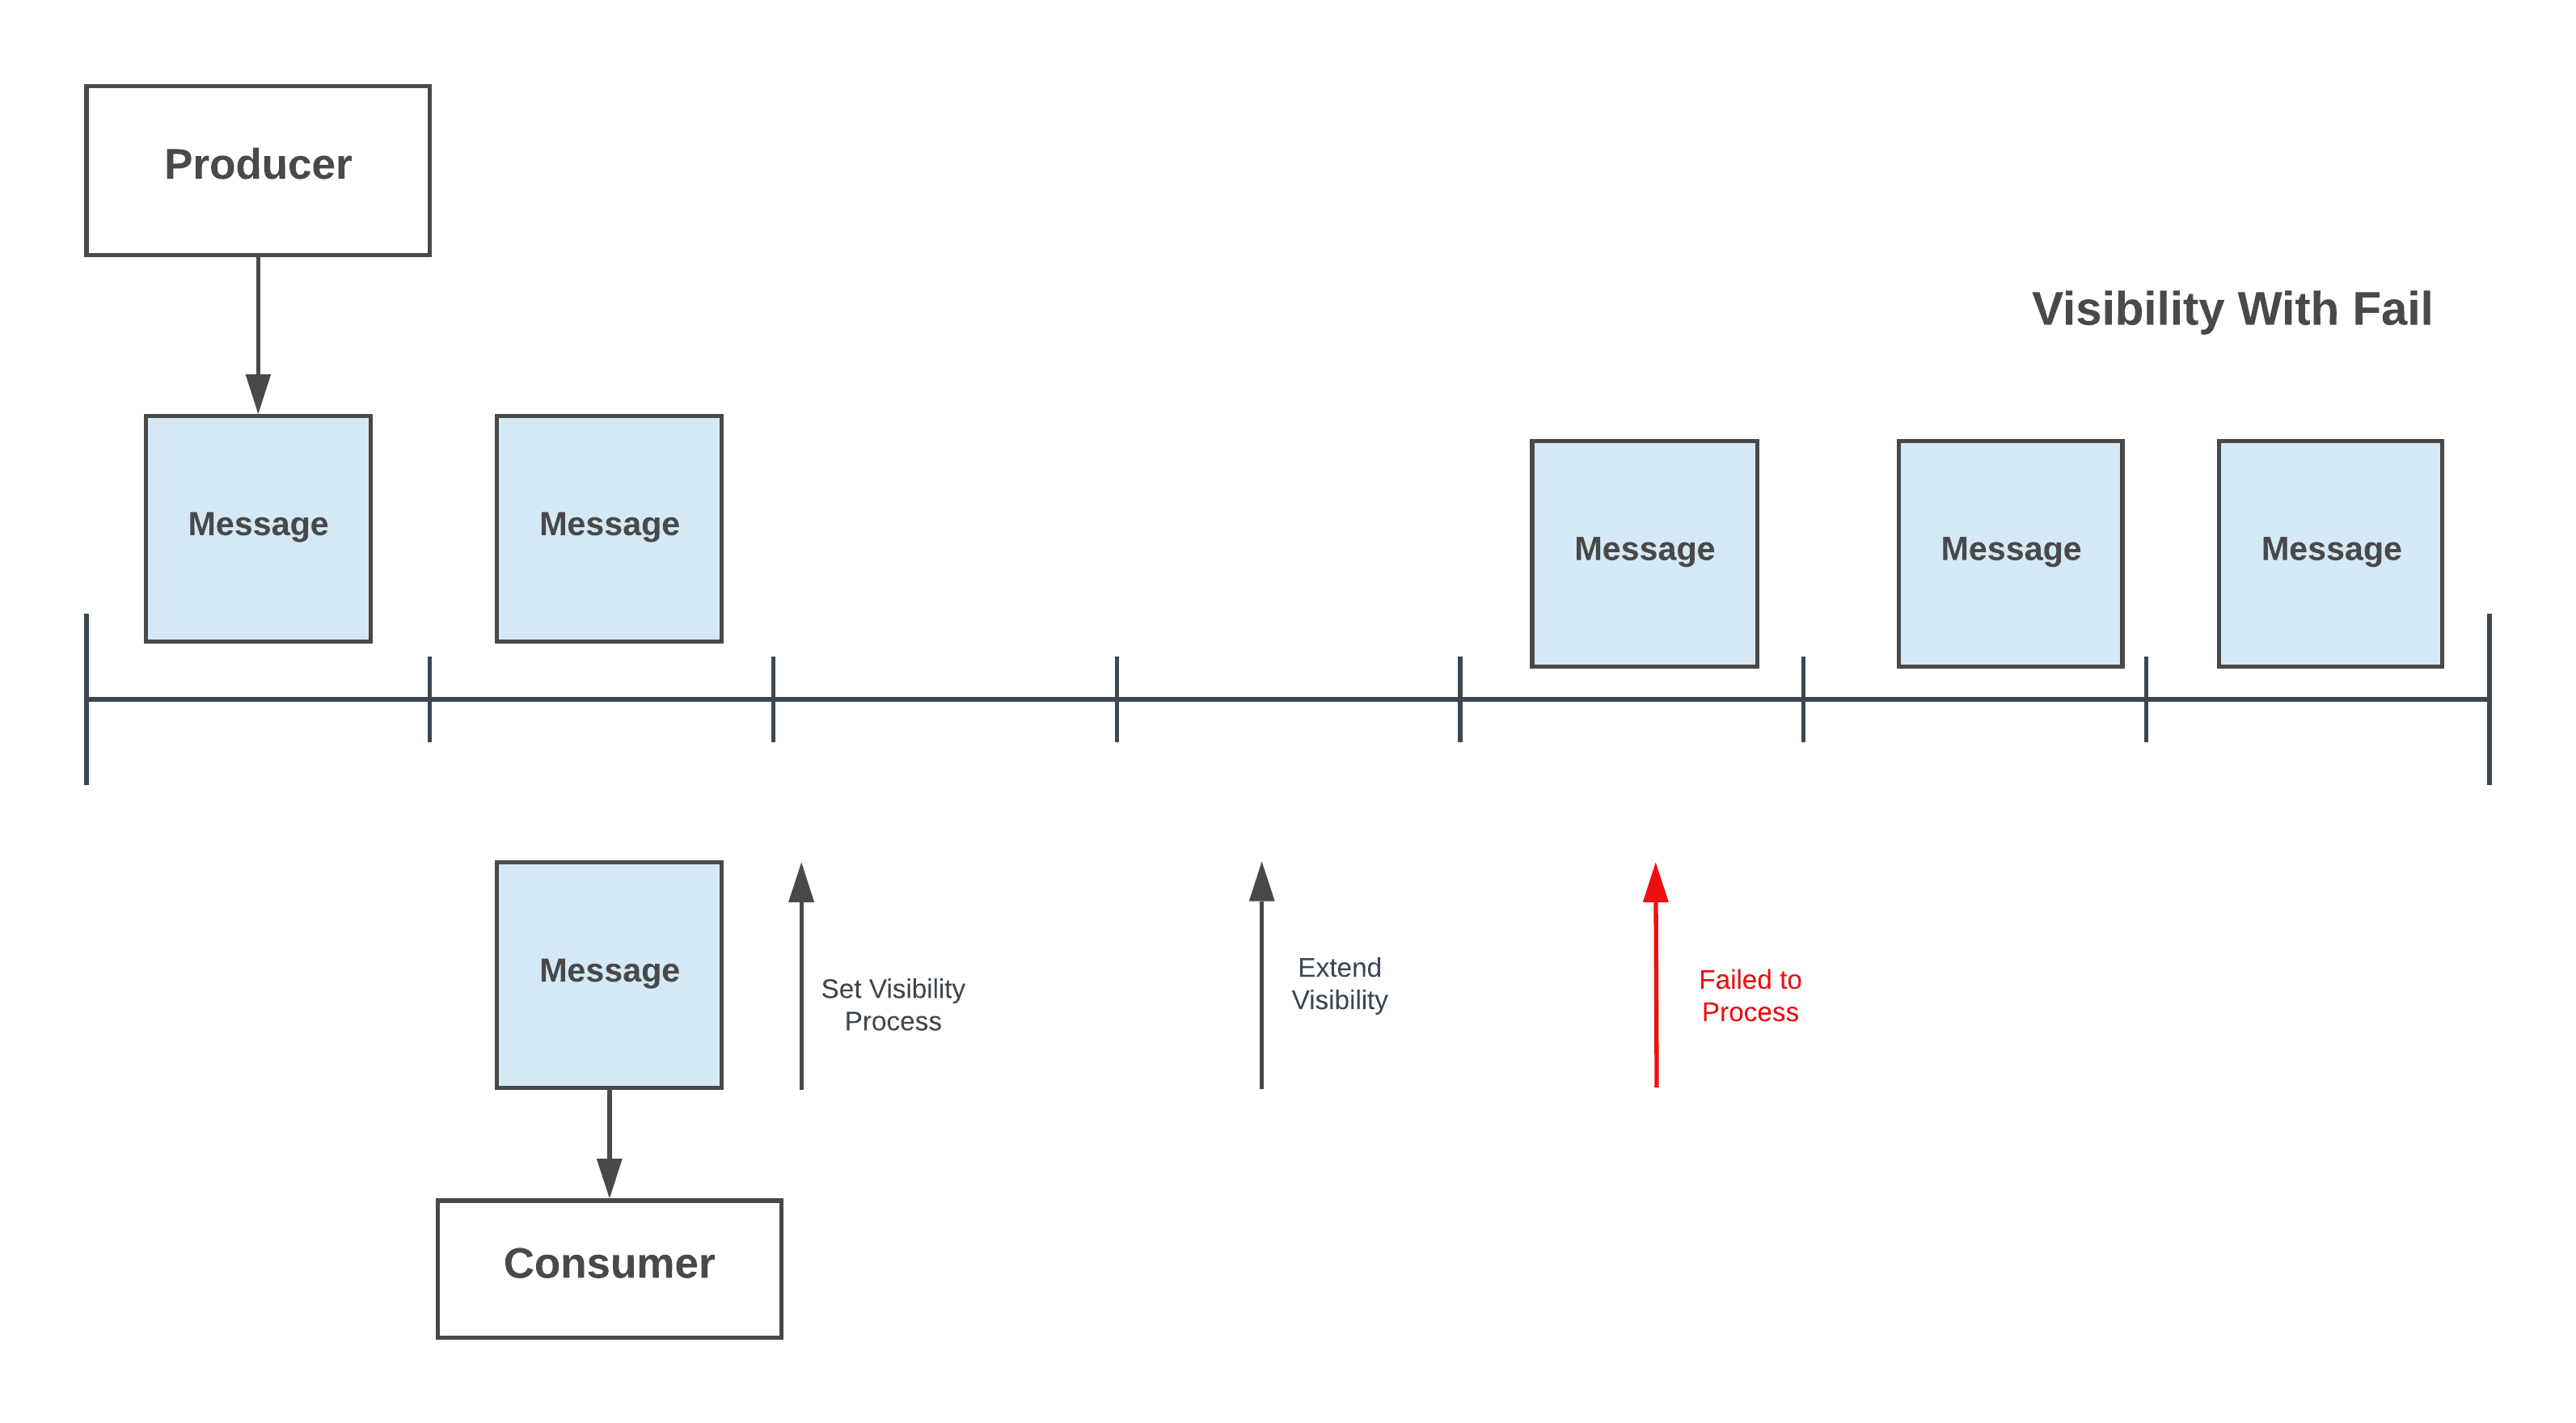 Producer
Visibility With Fail
Message
Message
Message
Message
Message
Message
Set Visibility
Process
Extend
Visibility
Failed to
Process
Consumer